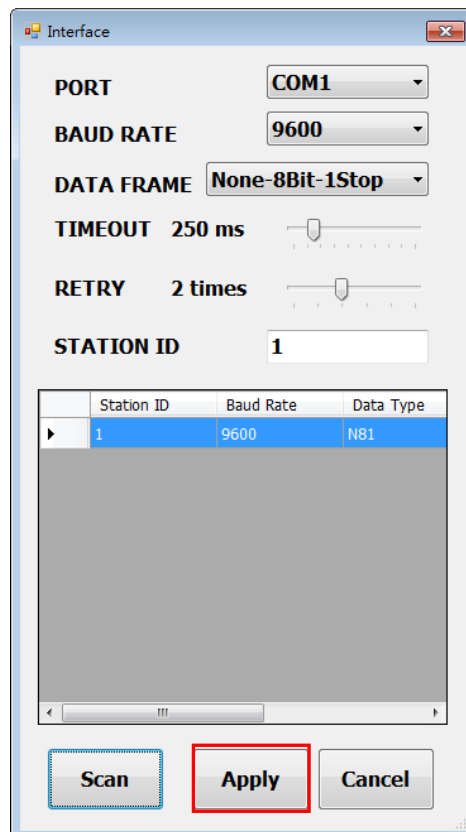 Interface
PORT COM1
BAUD RATE 9600
DATA FRAME None-8Bit-1Stop
TIMEOUT 250 ms
RETRY 2 times
STATION ID 1
Station ID Baud Rate Data Type
1 9600 N81
Scan Apply Cancel